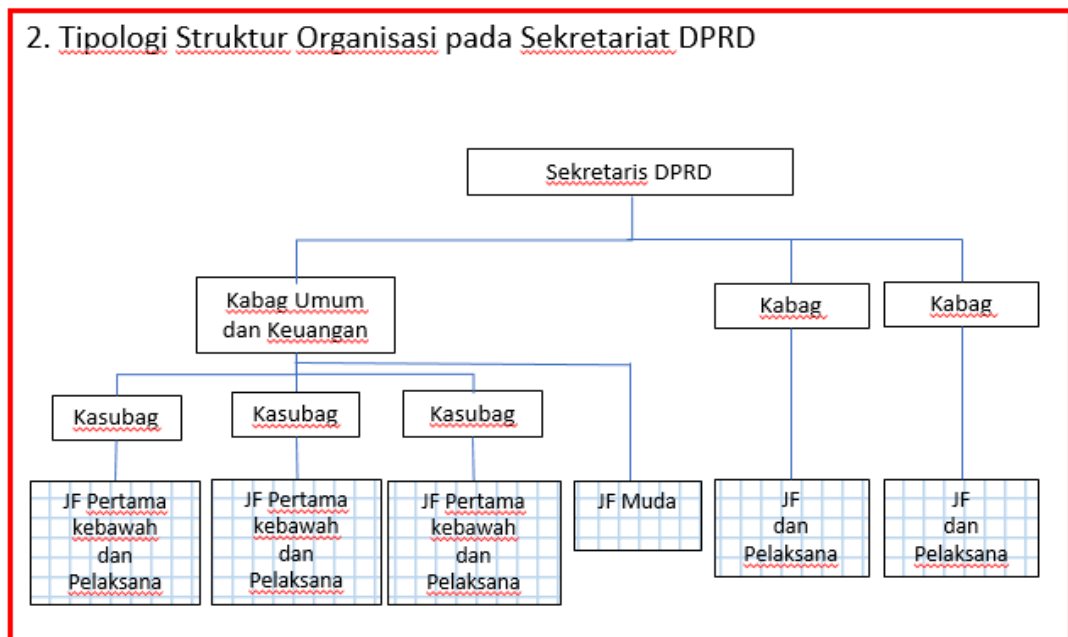 2. Tipologi Struktur Organisasi pada Sekretariat DPRD
Sekretaris DPRD
Kabag Umum
dan Keuangan
Kabag
Kabag
Kasubag
Kasubag
Kasubag
JF Pertama
kebawah
dan
Pelaksana
JF Pertama
kebawah
dan
Pelaksana
JF Pertama
kebawah
dan
Pelaksana
JF Muda
JF
dan
Pelaksana
JF
dan
Pelaksana